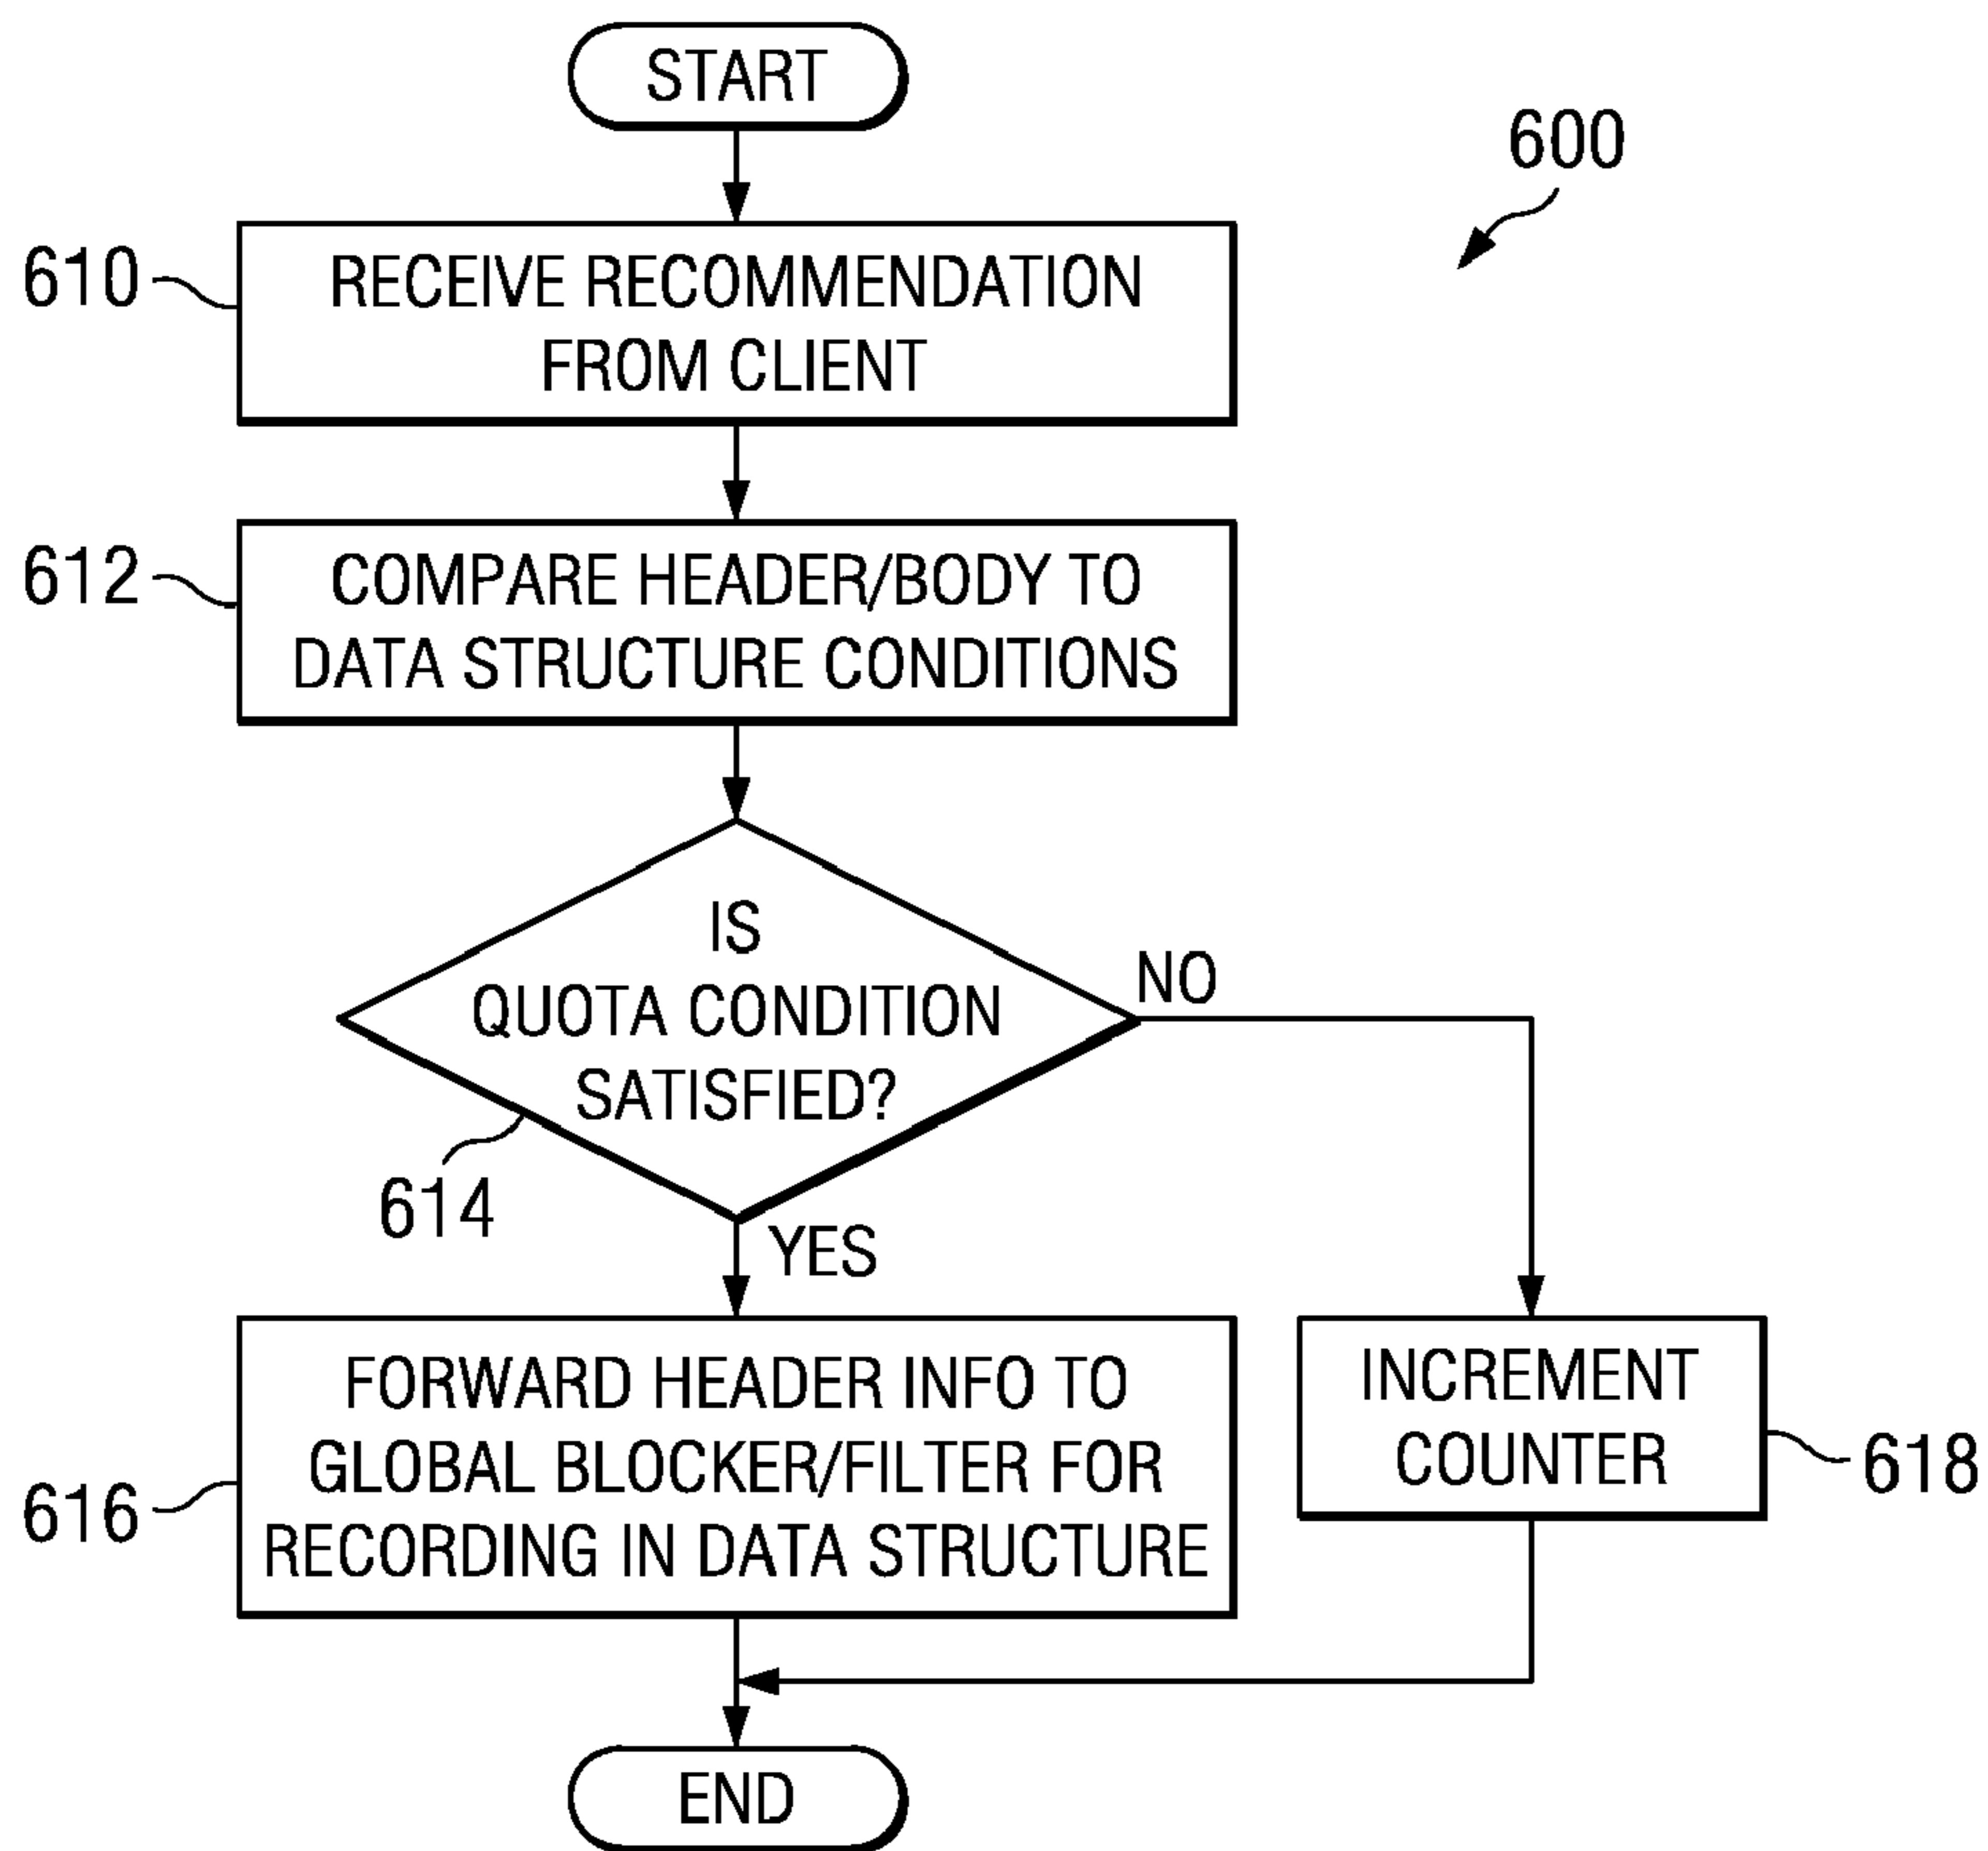 START
600
610
RECEIVE RECOMMENDATION
FROM CLIENT
612
COMPARE HEADER/BODY TO
DATA STRUCTURE CONDITIONS
IS
QUOTA CONDITION
SATISFIED?
NO
614
YES
616
FORWARD HEADER INFO TO
GLOBAL BLOCKER/FILTER FOR
RECORDING IN DATA STRUCTURE
INCREMENT
COUNTER
618
END